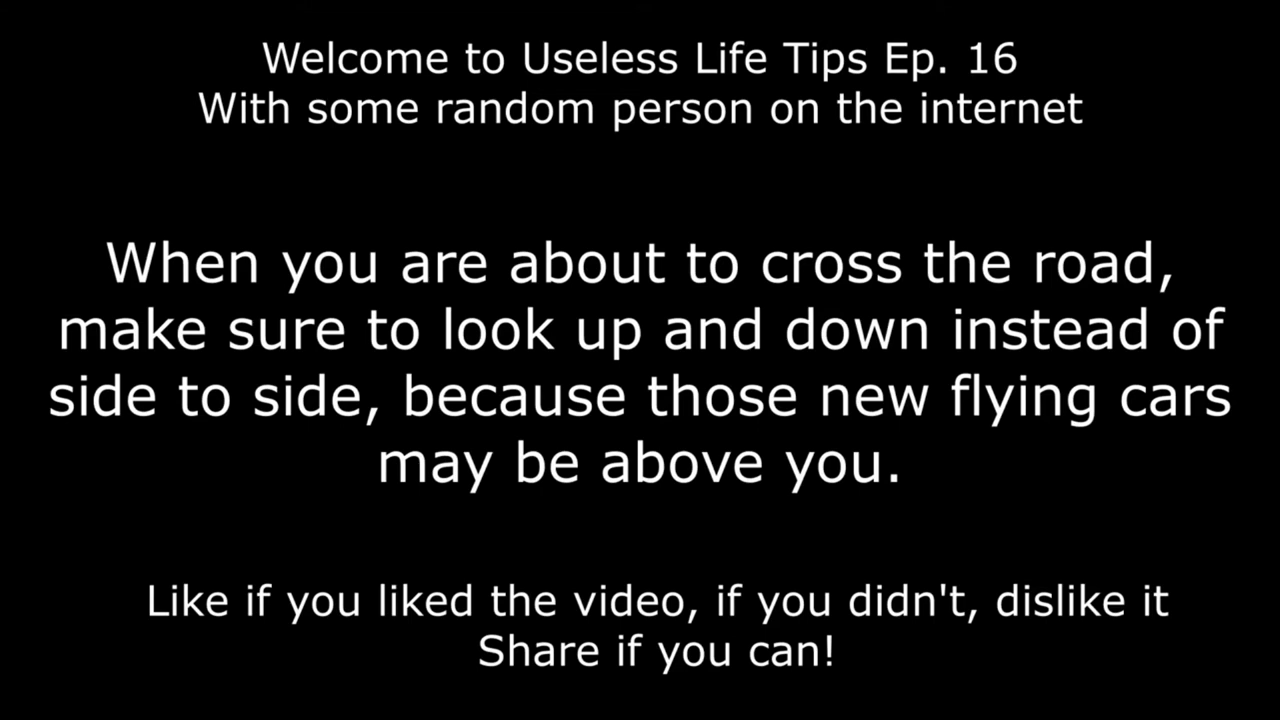 Welcome to Useless Life Tips Ep. 16
With some random person on the internet
When you are about to cross the road,
make sure to look up and down instead of
side to side, because those new flying cars
may be above you.
Like if you liked the video, if you didn't, dislike it
Share if you can!